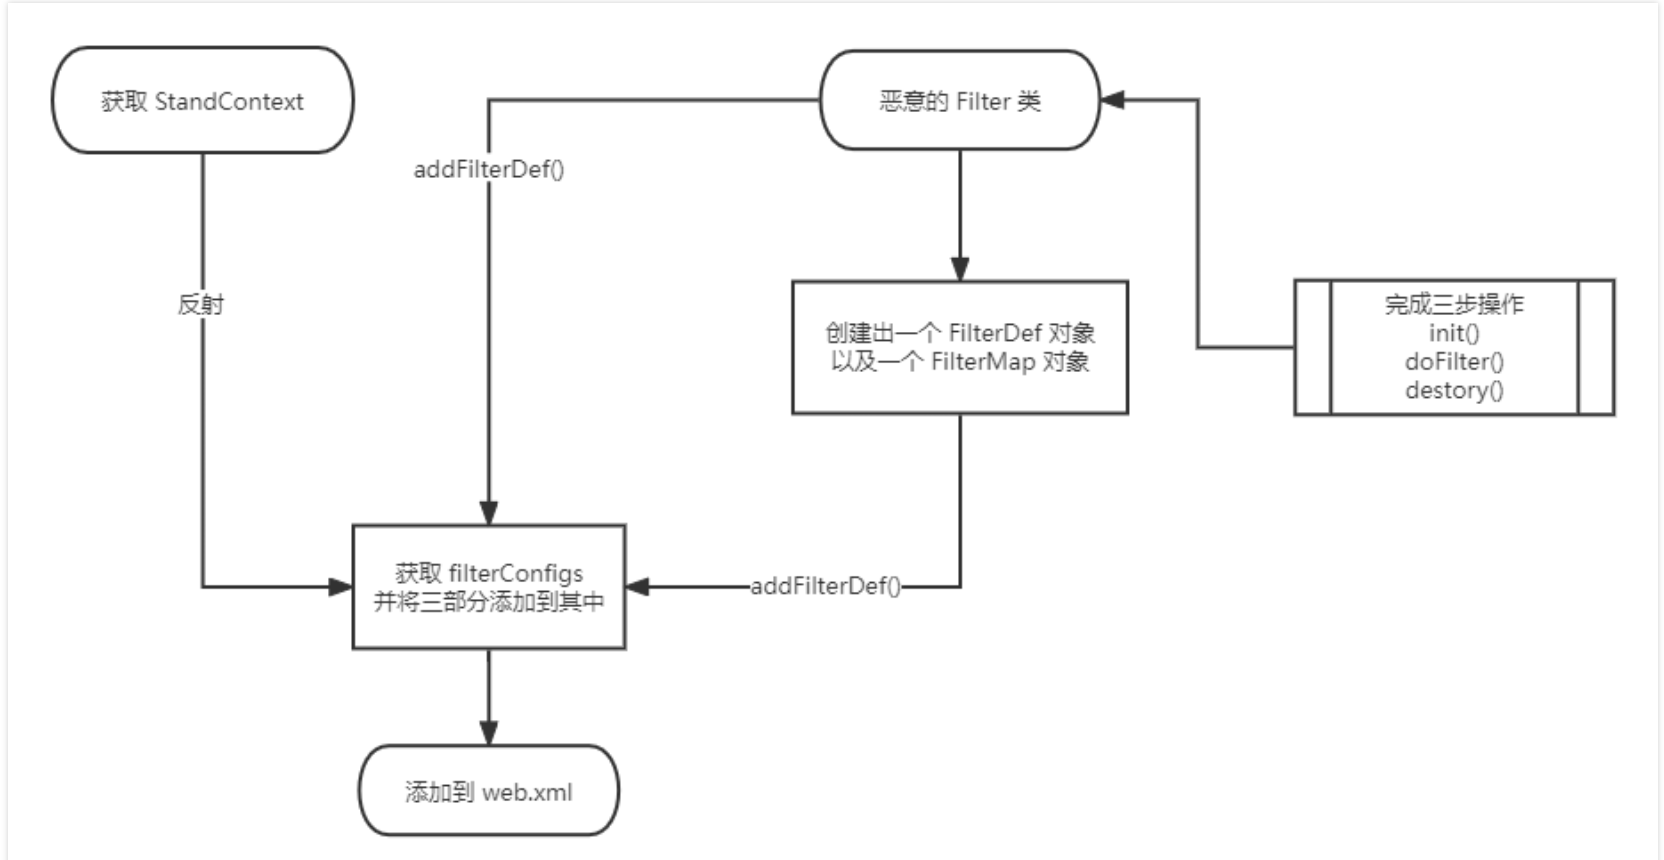 获取 StandContext
恶意的 Filter 类
addFilterDef()
反射
创建出一个 FilterDef 对象
以及一个 FilterMap 对象
完成三步操作
init()
doFilter()
destory()
获取 filterConfigs
并将三部分添加到其中
addFilterDef()
添加到 web.xml